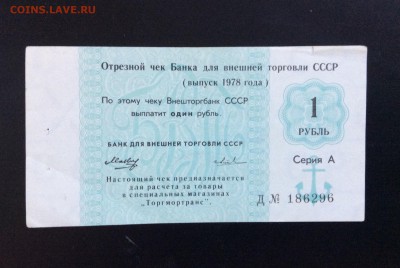 COINS.LAVE.RU
Отрезной чек Банка для внешней торговли СССР
(выпуск 1978 года)
По этому чеку Внешторгбанк СССР
выплатит один рубль.
1
РУБЛЬ
БАНК ДЛЯ ВНЕШНЕЙ ТОРГОВЛИ СССР
Серия А
Настоящий чек предназначается
для расчета за товары
в специальных магазинах
"Торгмортранс".
Д № 186296